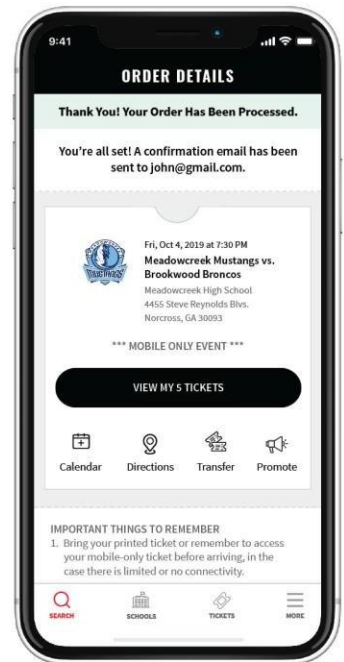 9:41
ORDER DETAILS
Thank You! Your Order Has Been Processed.
You're all set! A confirmation email has been
sent to john@gmail.com.
Fri, Oct 4, 2019 at 7:30 PM
Meadowcreek Mustangs vs.
Brookwood Broncos
Meadowcreek High School
4455 Steve Reynolds Blvs.
Norcross, GA 30093
*** MOBILE ONLY EVENT ***
VIEW MY 5 TICKETS
Calendar
Directions
Transfer
Promote
IMPORTANT THINGS TO REMEMBER
1. Bring your printed ticket or remember to access
your mobile-only ticket before arriving, in the
case there is limited or no connectivity.
SEARCH
SCHOOLS
TICKETS
MORE